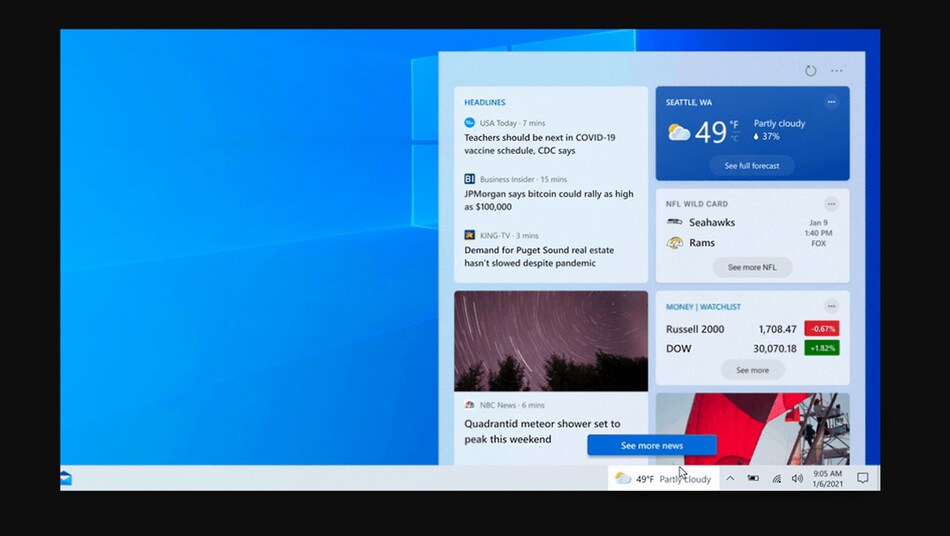 HEADLINES
USA Today · 7 mins
Teachers should be next in COVID-19
vaccine schedule, CDC says
BI
Business Insider · 15 mins
JPMorgan says bitcoin could rally as high
as $100,000
KING-TV · 3 mins
Demand for Puget Sound real estate
hasn't slowed despite pandemic
NBC News · 6 mins
Quadrantid meteor shower set to
peak this weekend
SEATTLE, WA
49 °F
°C
Partly cloudy
37%
See full forecast
NFL WILD CARD
Seahawks
Rams
Jan 9
1:40 PM
FOX
See more NFL
MONEY | WATCHLIST
Russell 2000 1,708.47 -0.67%
DOW 30,070.18 +1.82%
See more
See more news
49°F Partly cloudy
9:05 AM
1/6/2021